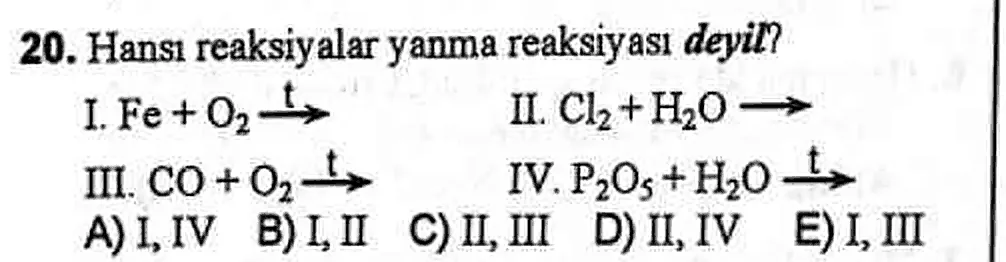 20. Hansı reaksiyalar yanma reaksiyası deyil?
I. Fe + O₂ —t→ II. Cl₂ + H₂O ⟶
III. CO + O₂ —t→ IV. P₂O₅ + H₂O —t→
A) I, IV B) I, II C) II, III D) II, IV E) I, III